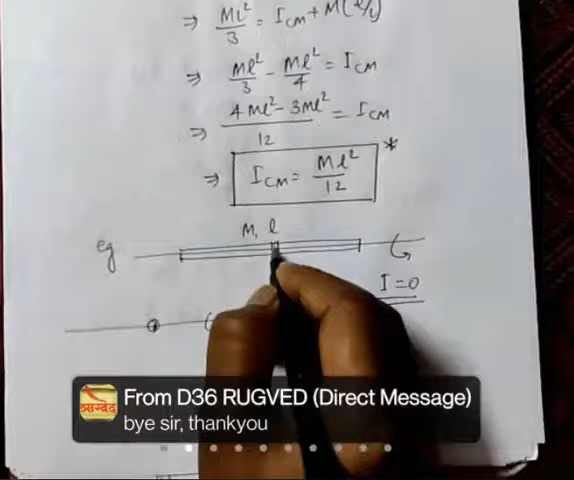 ⇒ Ml²/3 = I_CM + M(l/2)²
⇒ Ml²/3 - Ml²/4 = I_CM
⇒ (4Ml² - 3Ml²)/12 = I_CM
⇒ I_CM = Ml²/12 *
M, l
eg
I = 0
ऋग्वेद
From D36 RUGVED (Direct Message)
bye sir, thankyou